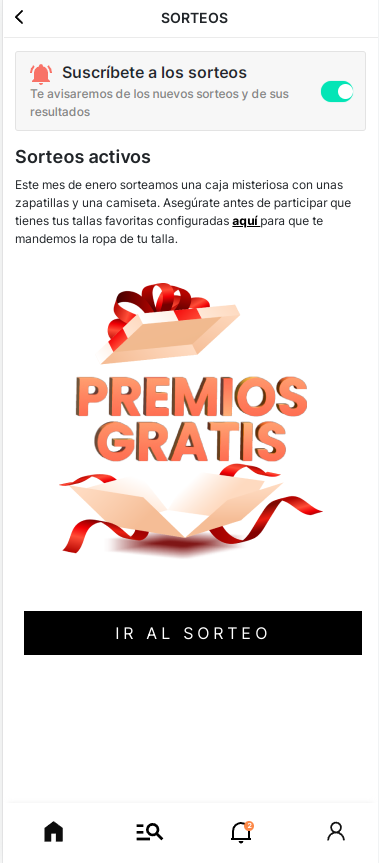 SORTEOS
Suscríbete a los sorteos
Te avisaremos de los nuevos sorteos y de sus
resultados
Sorteos activos
Este mes de enero sorteamos una caja misteriosa con unas
zapatillas y una camiseta. Asegúrate antes de participar que
tienes tus tallas favoritas configuradas aquí para que te
mandemos la ropa de tu talla.
PREMIOS
GRATIS
IR AL SORTEO
2